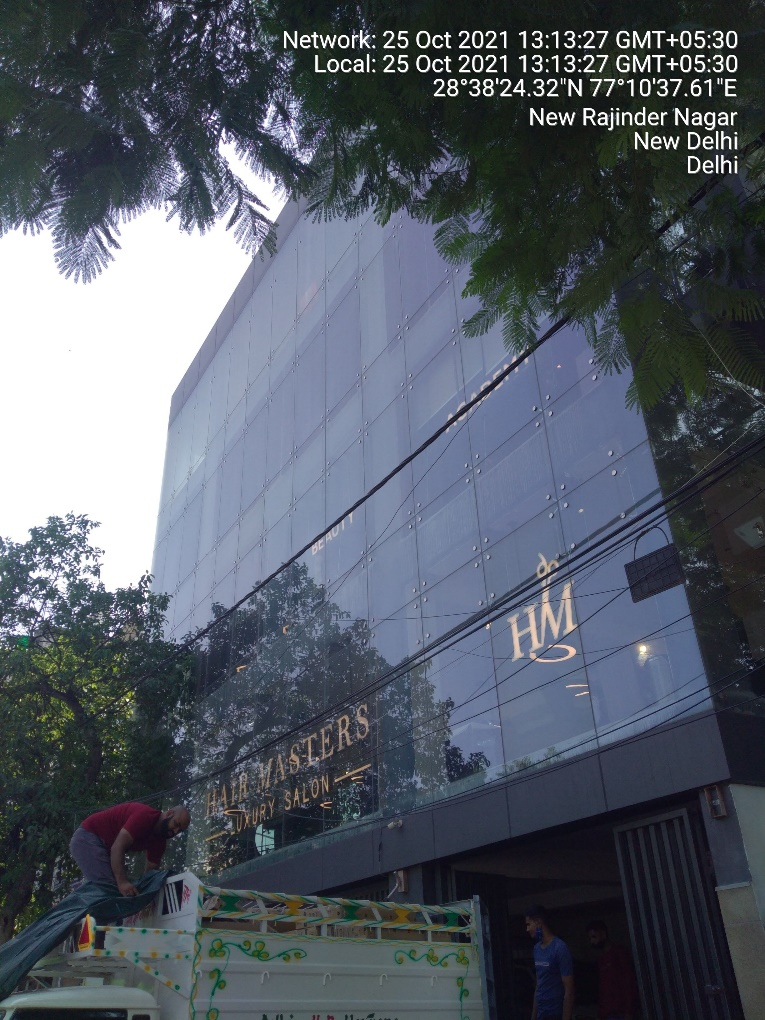 Network: 25 Oct 2021 13:13:27 GMT+05:30
Local: 25 Oct 2021 13:13:27 GMT+05:30
28°38'24.32"N 77°10'37.61"E
New Rajinder Nagar
New Delhi
Delhi
ACADEMY
BEAUTY
HM
HAIR MASTERS
LUXURY SALON